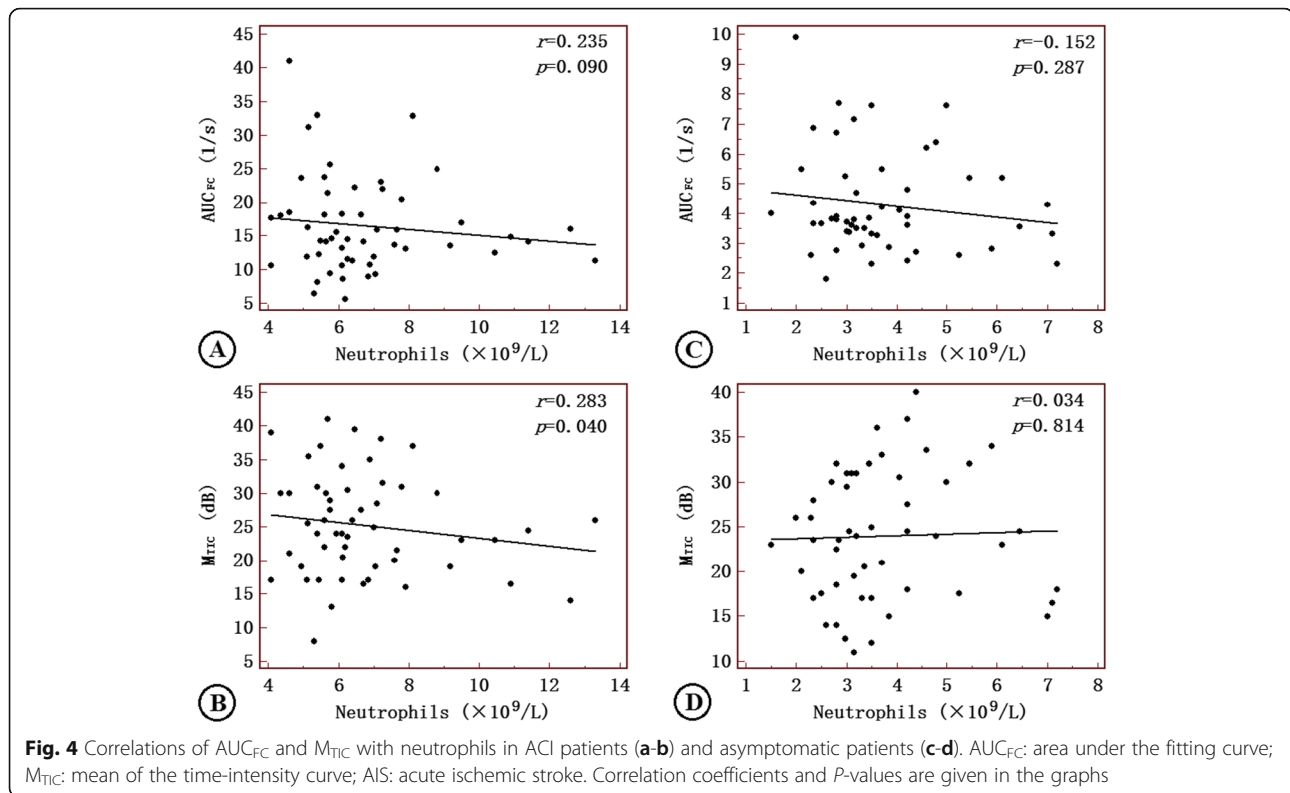 r=0.235
p=0.090
45
40
35
30
25
20
15
10
5
AUCFC (1/s)
4 6 8 10 12 14
Neutrophils (×10⁹/L)
A
r=-0.152
p=0.287
10
9
8
7
6
5
4
3
2
1
AUCFC (1/s)
1 2 3 4 5 6 7 8
Neutrophils (×10⁹/L)
C
r=0.283
p=0.040
45
40
35
30
25
20
15
10
5
MTIC (dB)
4 6 8 10 12 14
Neutrophils (×10⁹/L)
B
r=0.034
p=0.814
40
35
30
25
20
15
10
MTIC (dB)
1 2 3 4 5 6 7 8
Neutrophils (×10⁹/L)
D
Fig. 4 Correlations of AUCFC and MTIC with neutrophils in ACI patients (a-b) and asymptomatic patients (c-d). AUCFC: area under the fitting curve;
MTIC: mean of the time-intensity curve; AIS: acute ischemic stroke. Correlation coefficients and P-values are given in the graphs